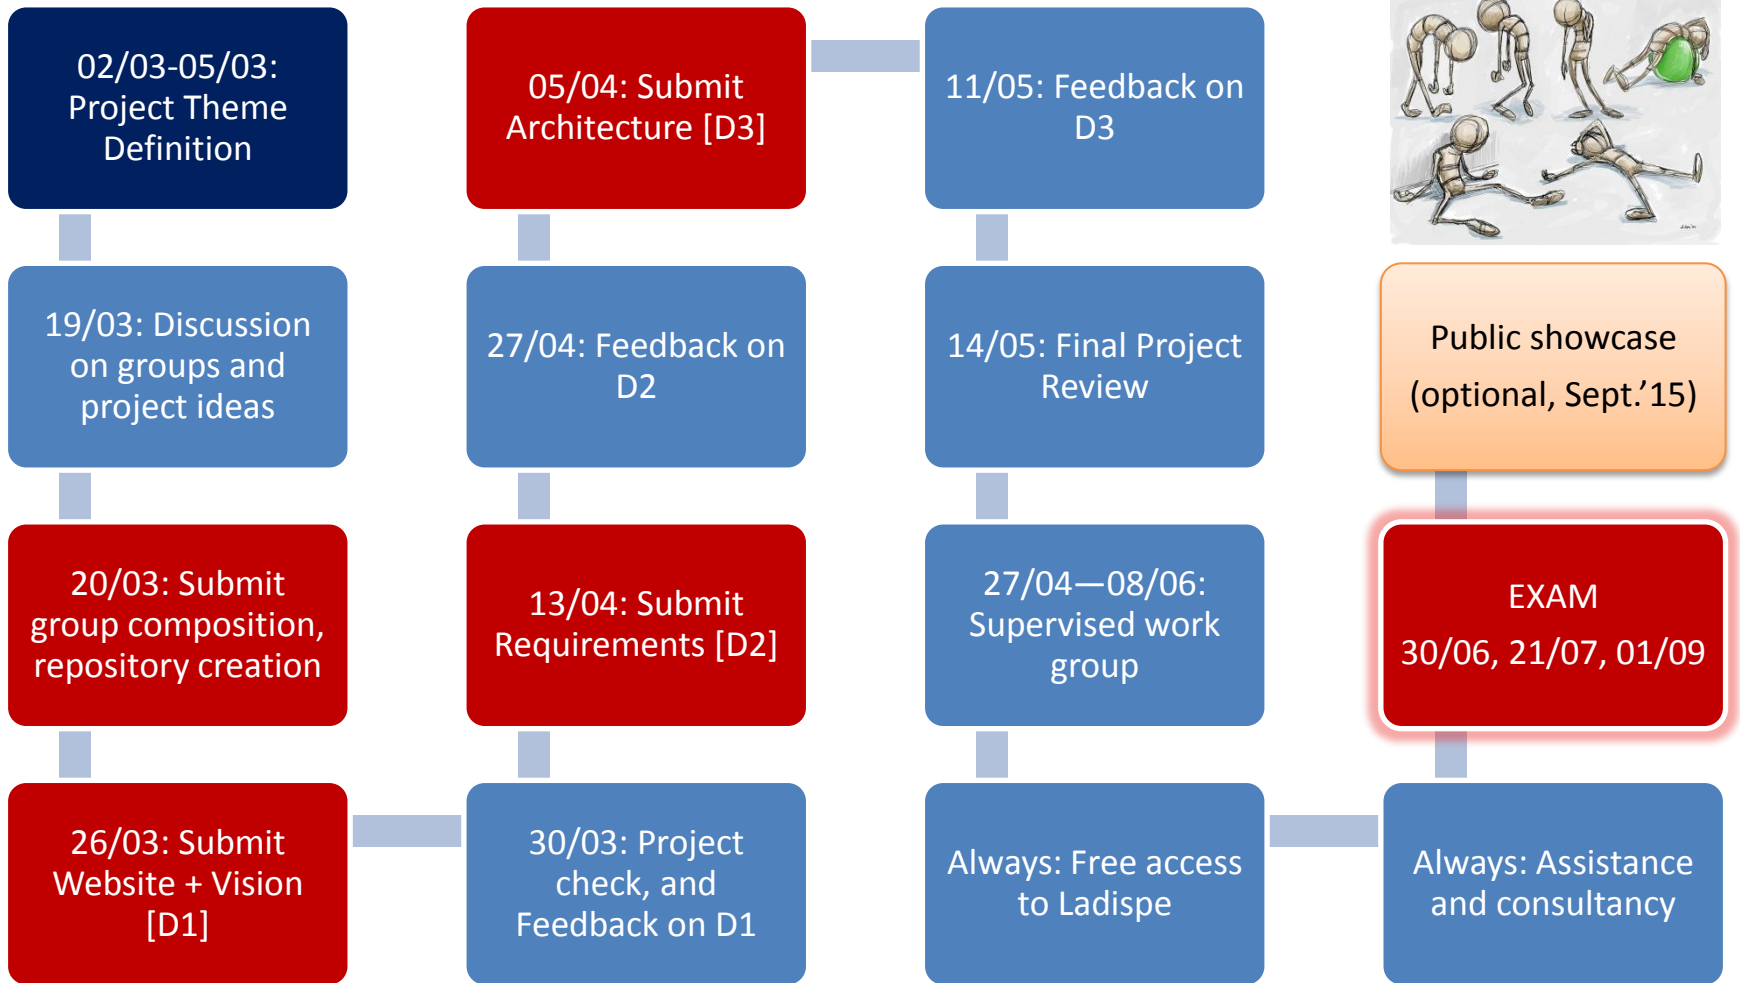 02/03-05/03:
Project Theme
Definition
19/03: Discussion
on groups and
project ideas
20/03: Submit
group composition,
repository creation
26/03: Submit
Website + Vision
[D1]
30/03: Project
check, and
Feedback on D1
13/04: Submit
Requirements [D2]
27/04: Feedback on
D2
05/04: Submit
Architecture [D3]
11/05: Feedback on
D3
14/05: Final Project
Review
27/04—08/06:
Supervised work
group
Always: Free access
to Ladispe
Always: Assistance
and consultancy
EXAM
30/06, 21/07, 01/09
Public showcase
(optional, Sept.’15)